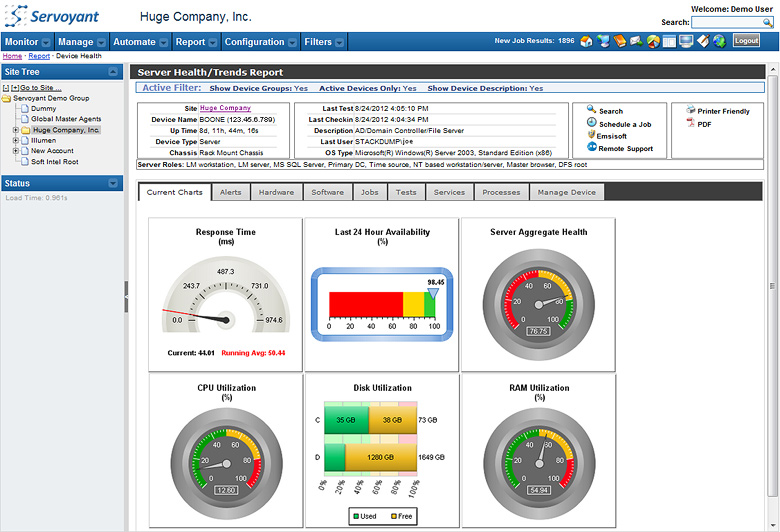 Servoyant
Huge Company, Inc.
Welcome: Demo User
Search:
Monitor Manage Automate Report Configuration Filters
New Job Results: 1896
Logout
Home · Report · Device Health
Site Tree
[-] [+]Go to Site ...
Servoyant Demo Group
Dummy
Global Master Agents
Huge Company, Inc.
Illumen
New Account
Soft Intel Root
Status
Load Time: 0.961s
Server Health/Trends Report
Active Filter: Show Device Groups: Yes Active Devices Only: Yes Show Device Description: Yes
Site Huge Company
Device Name BOONE (123.45.6.789)
Up Time 8d, 11h, 44m, 16s
Device Type Server
Chassis Rack Mount Chassis
Last Test 8/24/2012 4:05:10 PM
Last Checkin 8/24/2012 4:04:34 PM
Description AD/Domain Controller/File Server
Last User STACKDUMP\joe
OS Type Microsoft(R) Windows(R) Server 2003, Standard Edition (x86)
Search
Schedule a Job
Emsisoft
Remote Support
Printer Friendly
PDF
Server Roles: LM workstation, LM server, MS SQL Server, Primary DC, Time source, NT based workstation/server, Master browser, DFS root
Current Charts Alerts Hardware Software Jobs Tests Services Processes Manage Device
Response Time
(ms)
487.3
243.7 731.0
0.0 974.6
Current: 44.01 Running Avg: 50.44
Last 24 Hour Availability
(%)
98.45
0 20 40 60 80 100
Server Aggregate Health
40 60
20 80
0 100
76.75
CPU Utilization
(%)
40 60
20 80
0 100
12.80
Disk Utilization
C 35 GB 38 GB 73 GB
D 1280 GB 1649 GB
0% 20% 40% 60% 80% 100%
Used Free
RAM Utilization
(%)
40 60
20 80
0 100
54.94